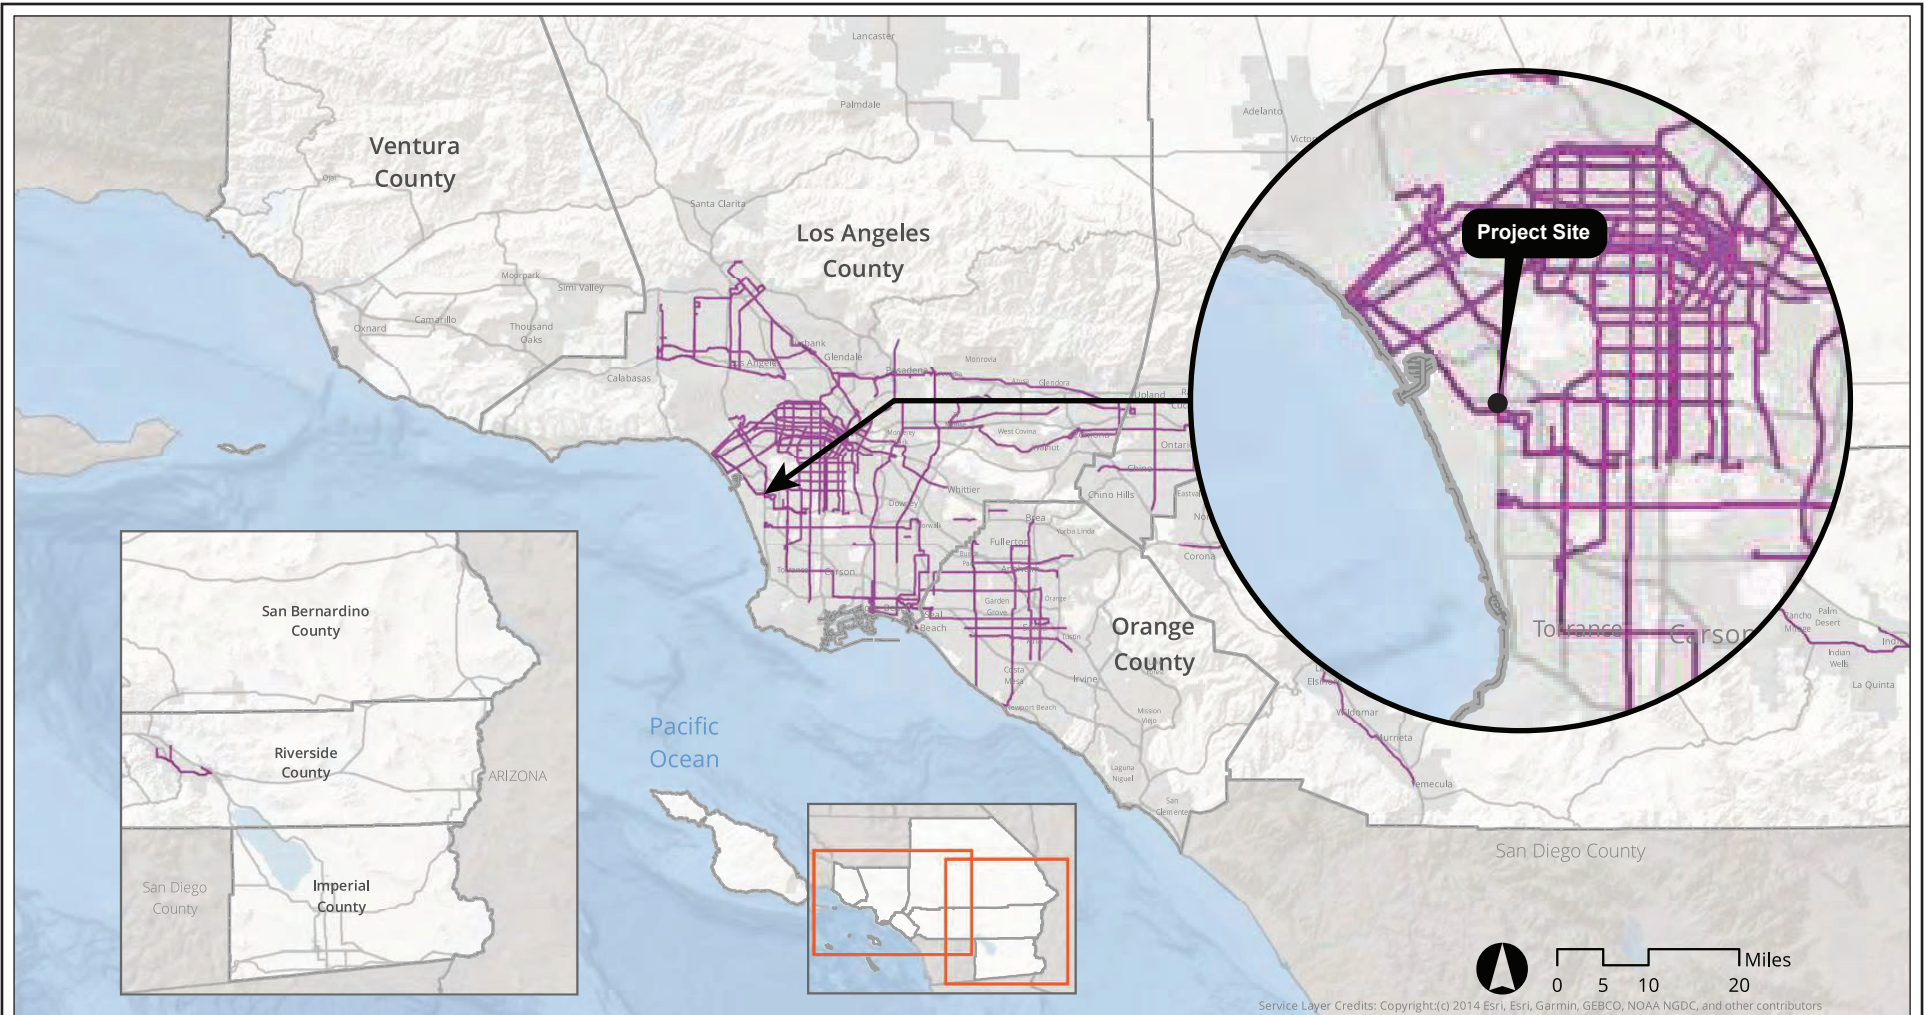 Lancaster
Palmdale
Adelanto
Ventura
County
Ojai
Santa Clarita
Los Angeles
County
Project Site
Moorpark
Simi Valley
Oxnard
Camarillo
Thousand
Oaks
Glendale
Calabasas
Monrovia
Pasadena
Glendora
Upland
West Covina
Ontario
Chino
Whittier
Chino Hills
Downey
Brea
Yorba Linda
Fullerton
Corona
Torrance
Carson
Garden
Grove
Orange
Seal
Beach
Orange
County
Costa
Mesa
Irvine
Newport Beach
Mission
Viejo
Laguna
Niguel
San
Clemente
Torrance
Carson
Palm
Desert
Indian
Wells
La Quinta
Wildomar
Murrieta
Temecula
San Bernardino
County
Riverside
County
ARIZONA
San Diego
County
Imperial
County
Pacific
Ocean
San Diego County
Miles
0 5 10 20
Service Layer Credits: Copyright:(c) 2014 Esri, Esri, Garmin, GEBCO, NOAA NGDC, and other contributors